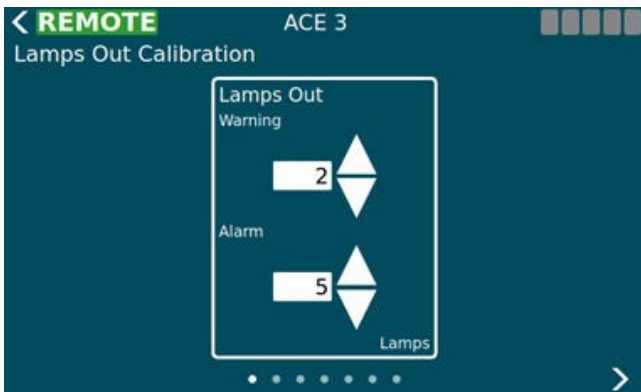 < REMOTE ACE 3
Lamps Out Calibration
Lamps Out
Warning
2
Alarm
5
Lamps
>